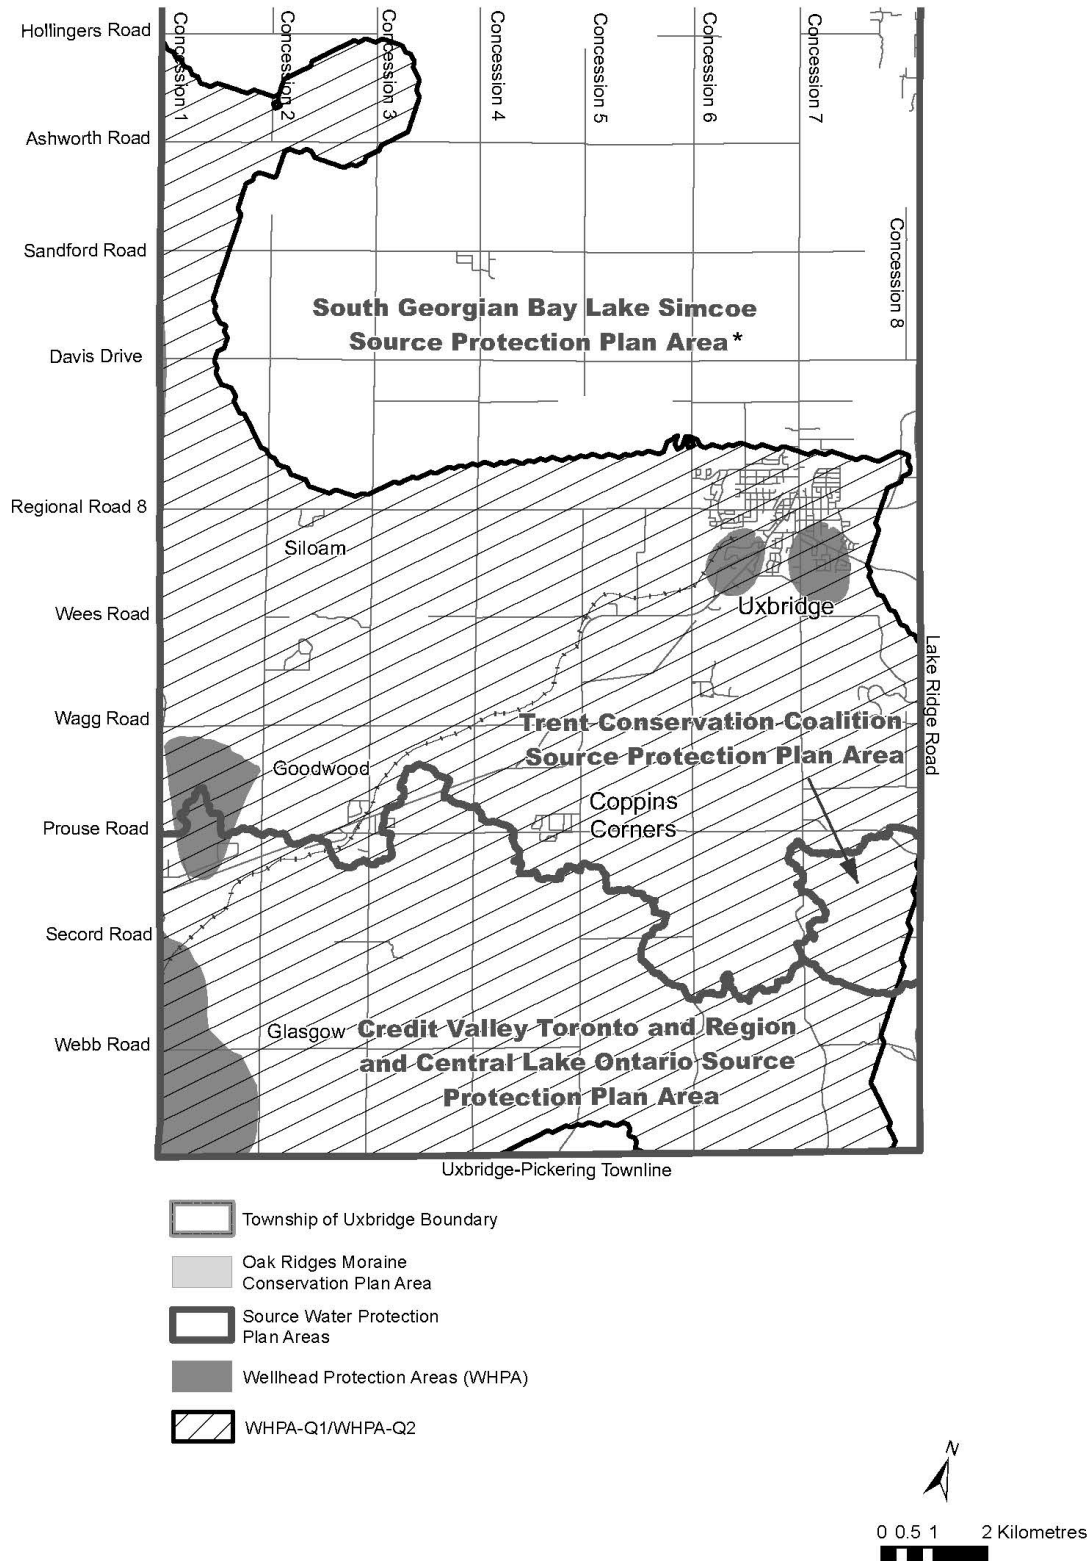 Hollingers Road
Concession 1
Concession 2
Concession 3
Concession 4
Concession 5
Concession 6
Concession 7
Ashworth Road
Sandford Road
Concession 8
South Georgian Bay Lake Simcoe
Source Protection Plan Area*
Davis Drive
Regional Road 8
Siloam
Wees Road
Uxbridge
Lake Ridge Road
Wagg Road
Trent Conservation Coalition
Source Protection Plan Area
Goodwood
Coppins
Corners
Prouse Road
Secord Road
Glasgow
Credit Valley Toronto and Region
and Central Lake Ontario Source
Protection Plan Area
Webb Road
Uxbridge-Pickering Townline
Township of Uxbridge Boundary
Oak Ridges Moraine
Conservation Plan Area
Source Water Protection
Plan Areas
Wellhead Protection Areas (WHPA)
WHPA-Q1/WHPA-Q2
N
0 0.5 1 2 Kilometres